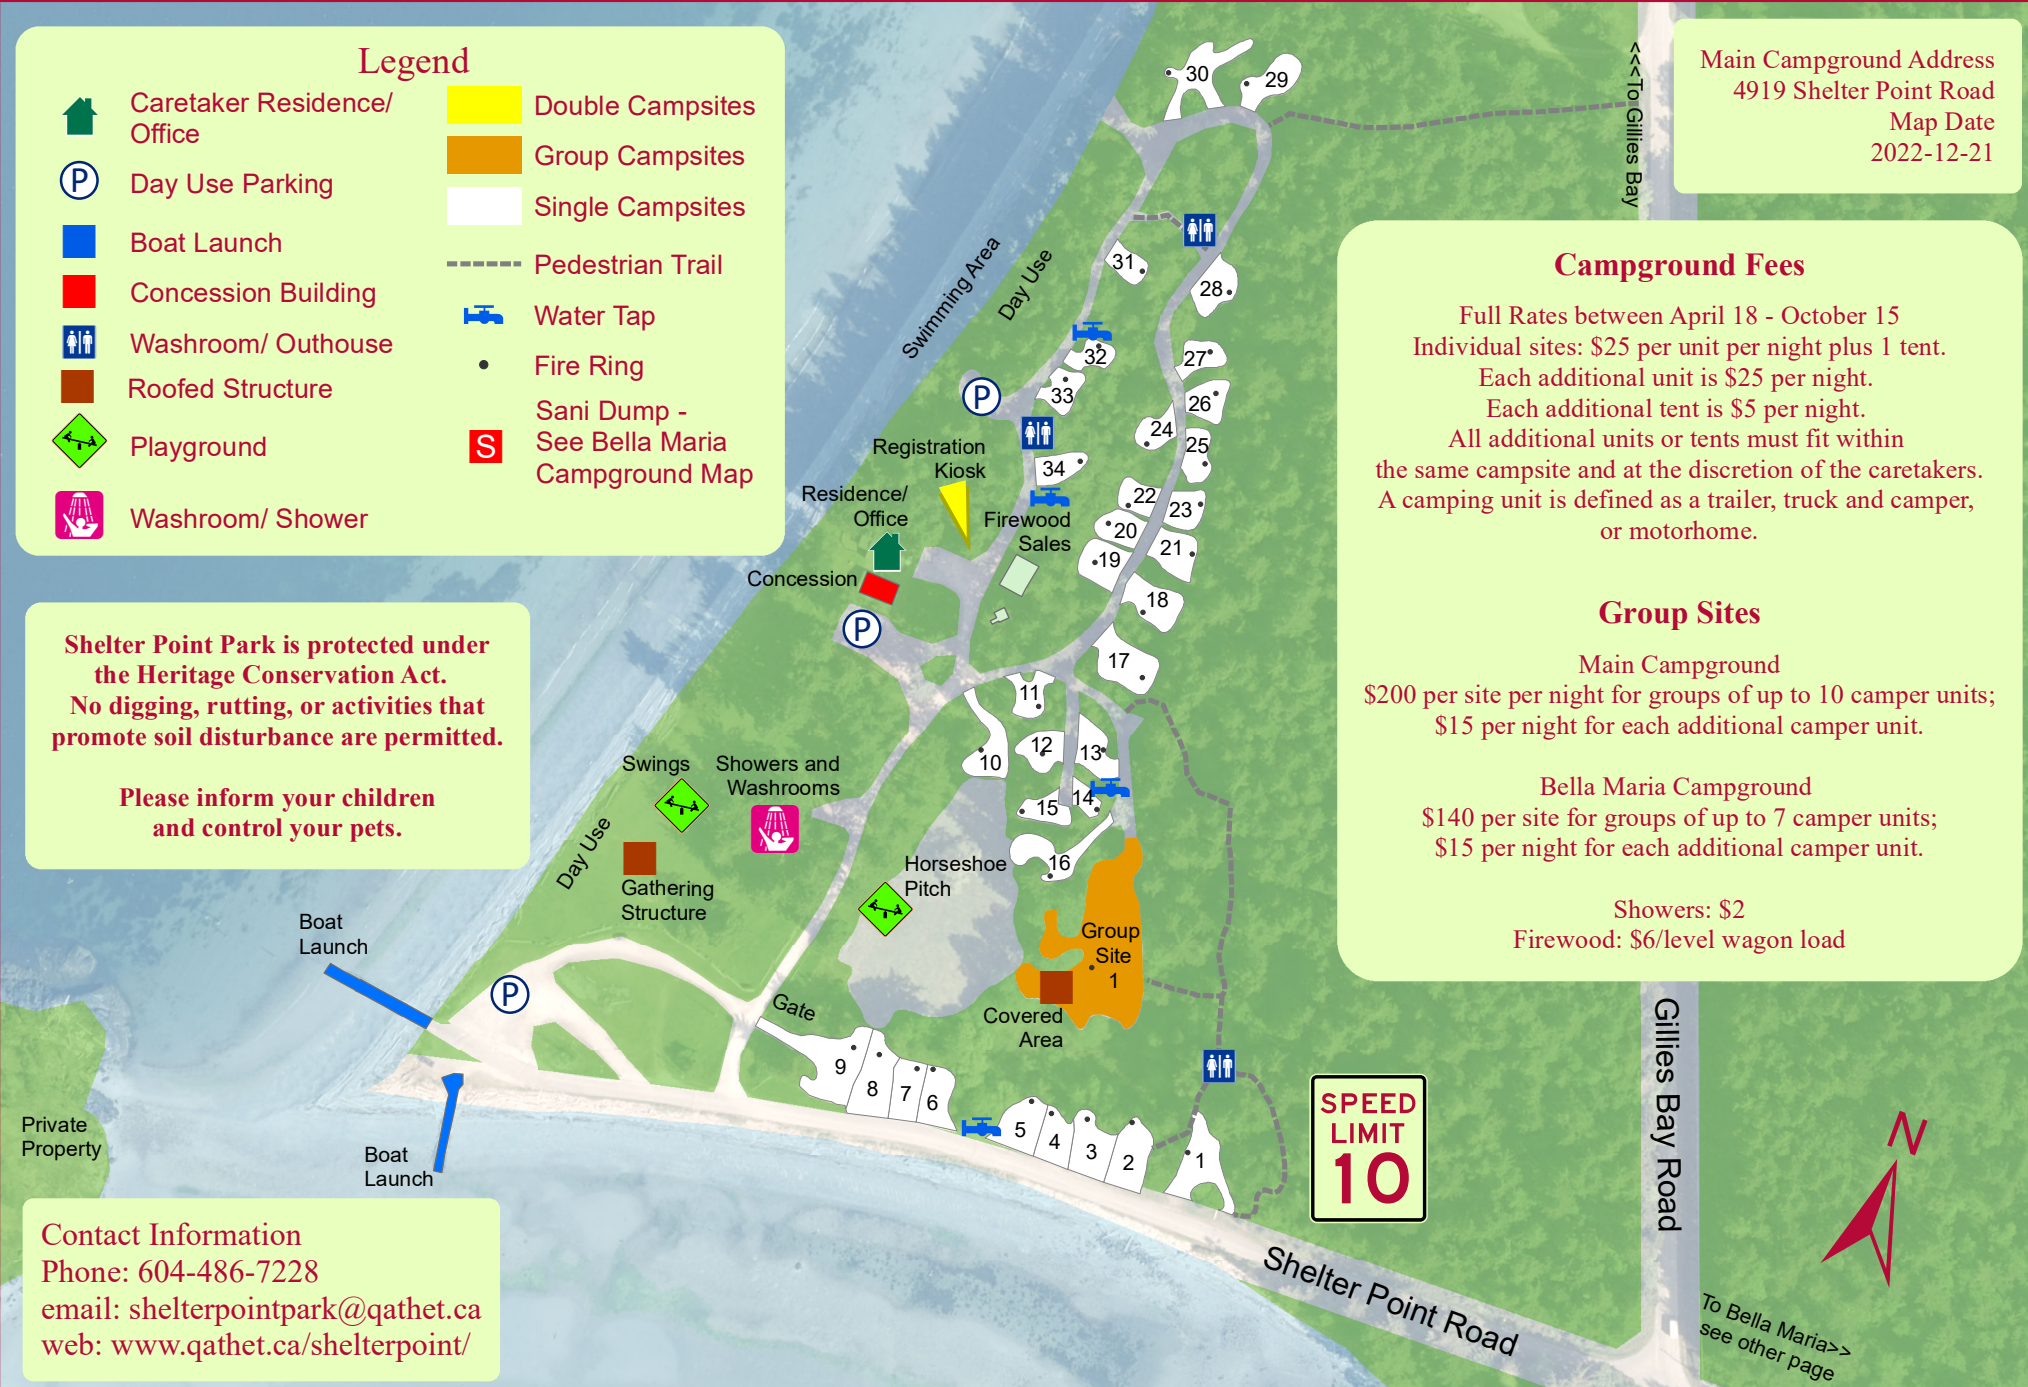 Legend
Caretaker Residence/
Office
Day Use Parking
Boat Launch
Concession Building
Washroom/ Outhouse
Roofed Structure
Playground
Washroom/ Shower
Double Campsites
Group Campsites
Single Campsites
Pedestrian Trail
Water Tap
Fire Ring
Sani Dump -
See Bella Maria
Campground Map
P
S
Shelter Point Park is protected under
the Heritage Conservation Act.
No digging, rutting, or activities that
promote soil disturbance are permitted.
Please inform your children
and control your pets.
Main Campground Address
4919 Shelter Point Road
Map Date
2022-12-21
Campground Fees
Full Rates between April 18 - October 15
Individual sites: $25 per unit per night plus 1 tent.
Each additional unit is $25 per night.
Each additional tent is $5 per night.
All additional units or tents must fit within
the same campsite and at the discretion of the caretakers.
A camping unit is defined as a trailer, truck and camper,
or motorhome.
Group Sites
Main Campground
$200 per site per night for groups of up to 10 camper units;
$15 per night for each additional camper unit.
Bella Maria Campground
$140 per site for groups of up to 7 camper units;
$15 per night for each additional camper unit.
Showers: $2
Firewood: $6/level wagon load
<<<To Gillies Bay
30
29
Swimming Area
Day Use
31
28
32
27
33
P
26
24
25
Registration
Kiosk
34
22
23
Residence/
Office
Firewood
Sales
20
21
19
Concession
18
P
17
11
12
13
10
Swings
Showers and
Washrooms
15
14
16
Day Use
Horseshoe
Pitch
Gathering
Structure
Group
Site
1
Boat
Launch
P
Gate
Covered
Area
9
8
7
6
5
4
3
2
1
Private
Property
Boat
Launch
SPEED
LIMIT
10
Gillies Bay Road
N
Shelter Point Road
To Bella Maria>>
see other page
Contact Information
Phone: 604-486-7228
email: shelterpointpark@qathet.ca
web: www.qathet.ca/shelterpoint/